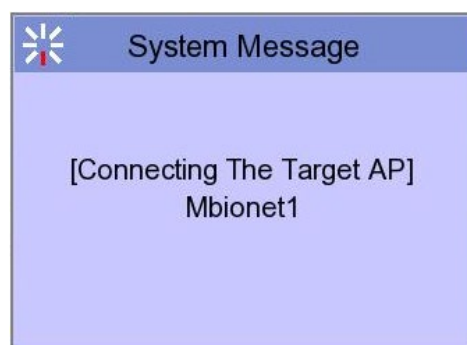 System Message
[Connecting The Target AP]
Mbionet1